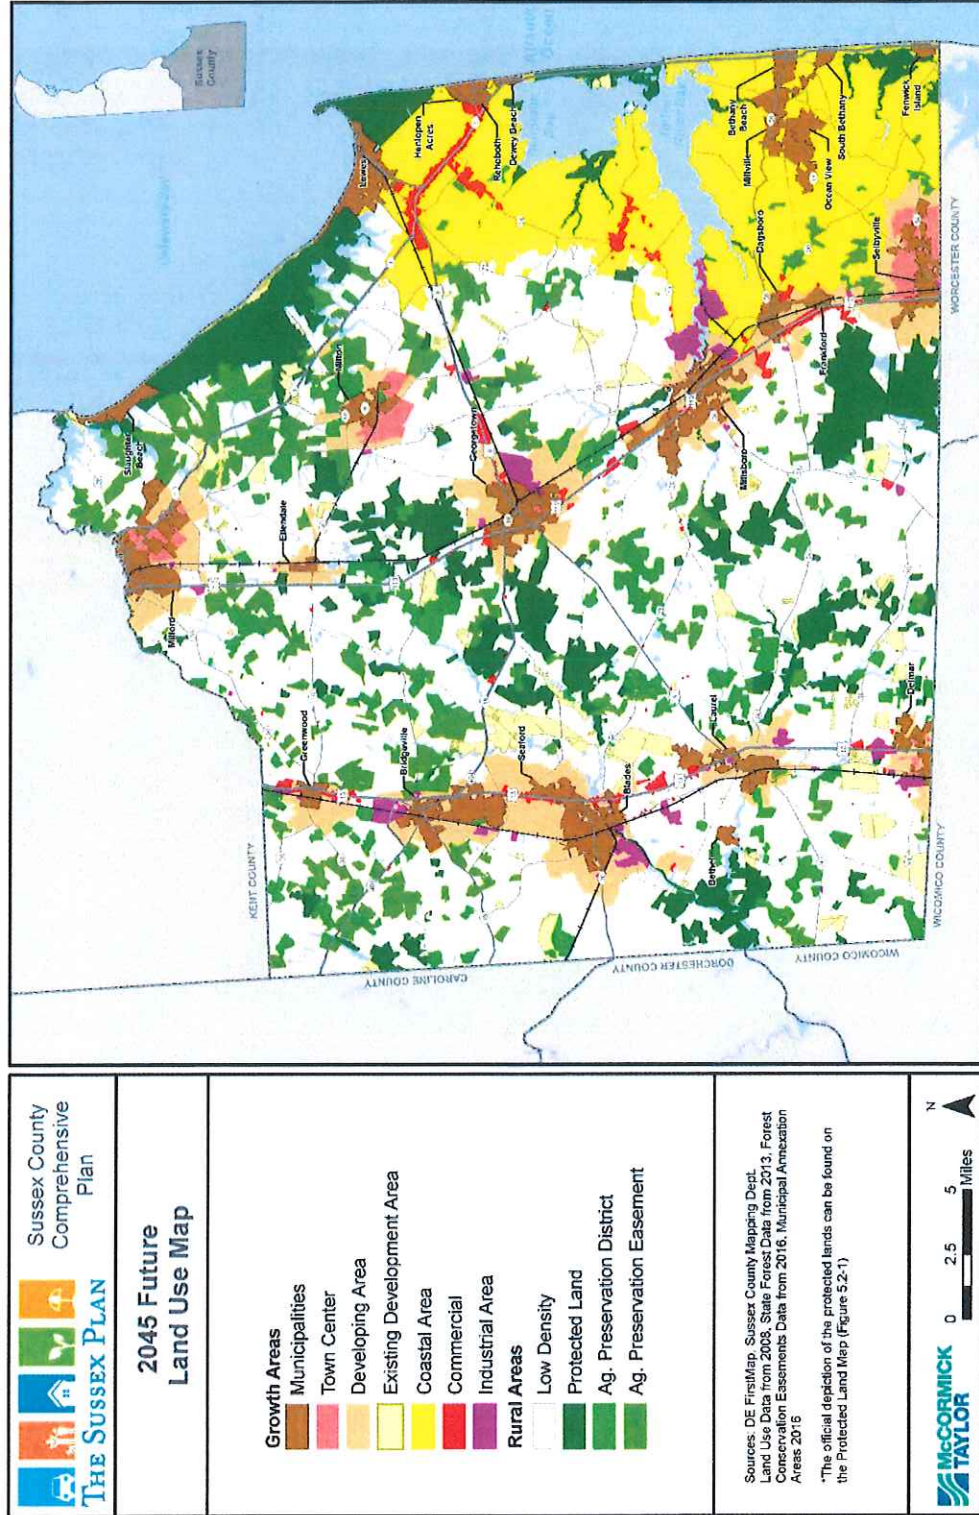 THE SUSSEX PLAN
Sussex County
Comprehensive
Plan
2045 Future
Land Use Map
Growth Areas
Municipalities
Town Center
Developing Area
Existing Development Area
Coastal Area
Commercial
Industrial Area
Rural Areas
Low Density
Protected Land
Ag. Preservation District
Ag. Preservation Easement
Sources: DE FirstMap, Sussex County Mapping Dept.
Land Use Data from 2008, State Forest Data from 2013, Forest
Conservation Easements Data from 2016, Municipal Annexation
Areas 2016
*The official depiction of the protected lands can be found on
the Protected Land Map (Figure 5.2-1)
McCORMICK
TAYLOR
0 2.5 5
Miles
N
Sussex
County
KENT COUNTY
CAROLINE COUNTY
DORCHESTER COUNTY
WICOMICO COUNTY
WICOMICO COUNTY
WORCESTER COUNTY
Slaughter
Beach
Milford
Ellendale
Milton
Lewes
Henlopen
Acres
Rehoboth
Dewey Beach
Greenwood
Bridgeville
Georgetown
Seaford
Blades
Bethel
Laurel
Delmar
Millsboro
Dagsboro
Frankford
Selbyville
Millville
Ocean View
Bethany
Beach
South Bethany
Fenwick
Island